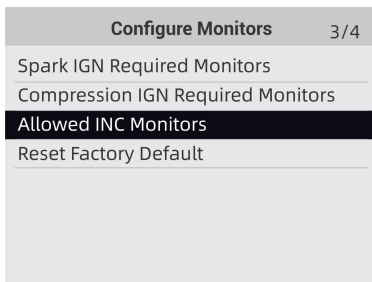 Configure Monitors 3/4
Spark IGN Required Monitors
Compression IGN Required Monitors
Allowed INC Monitors
Reset Factory Default